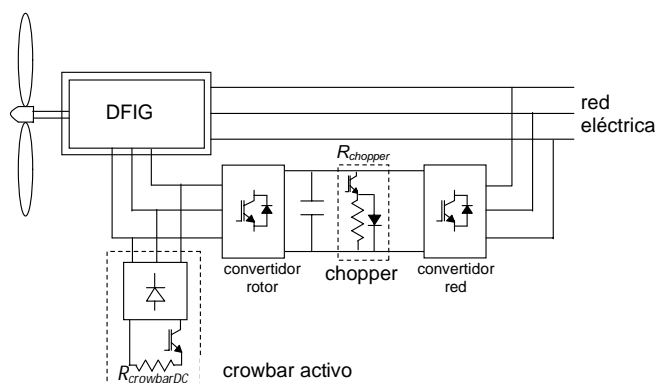 DFIG
red
eléctrica
Rchopper
convertidor
rotor
chopper
convertidor
red
RcrowbarDC
crowbar activo